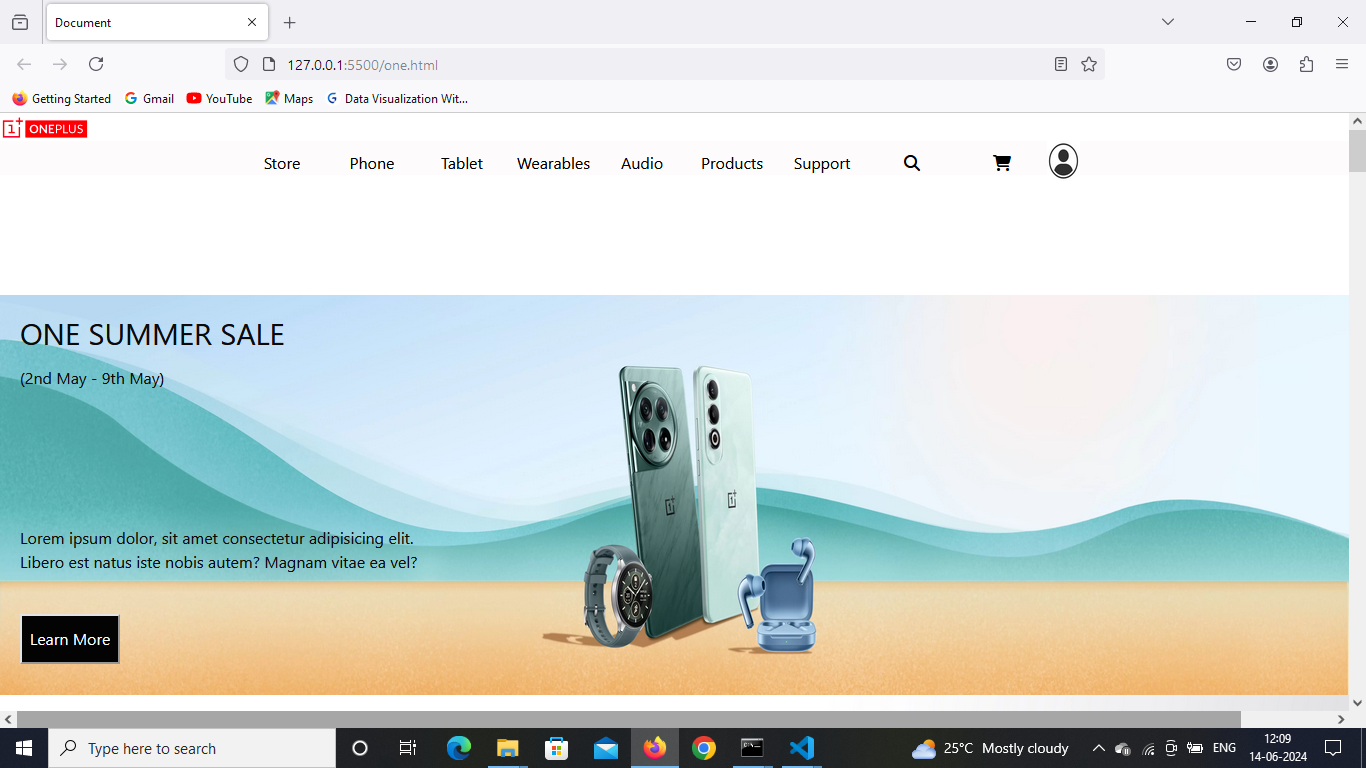 Document
127.0.0.1:5500/one.html
Getting Started Gmail YouTube Maps Data Visualization Wit...
ONEPLUS
Store Phone Tablet Wearables Audio Products Support
ONE SUMMER SALE
(2nd May - 9th May)
Lorem ipsum dolor, sit amet consectetur adipisicing elit.
Libero est natus iste nobis autem? Magnam vitae ea vel?
Learn More
Type here to search
25°C Mostly cloudy
ENG
12:09
14-06-2024